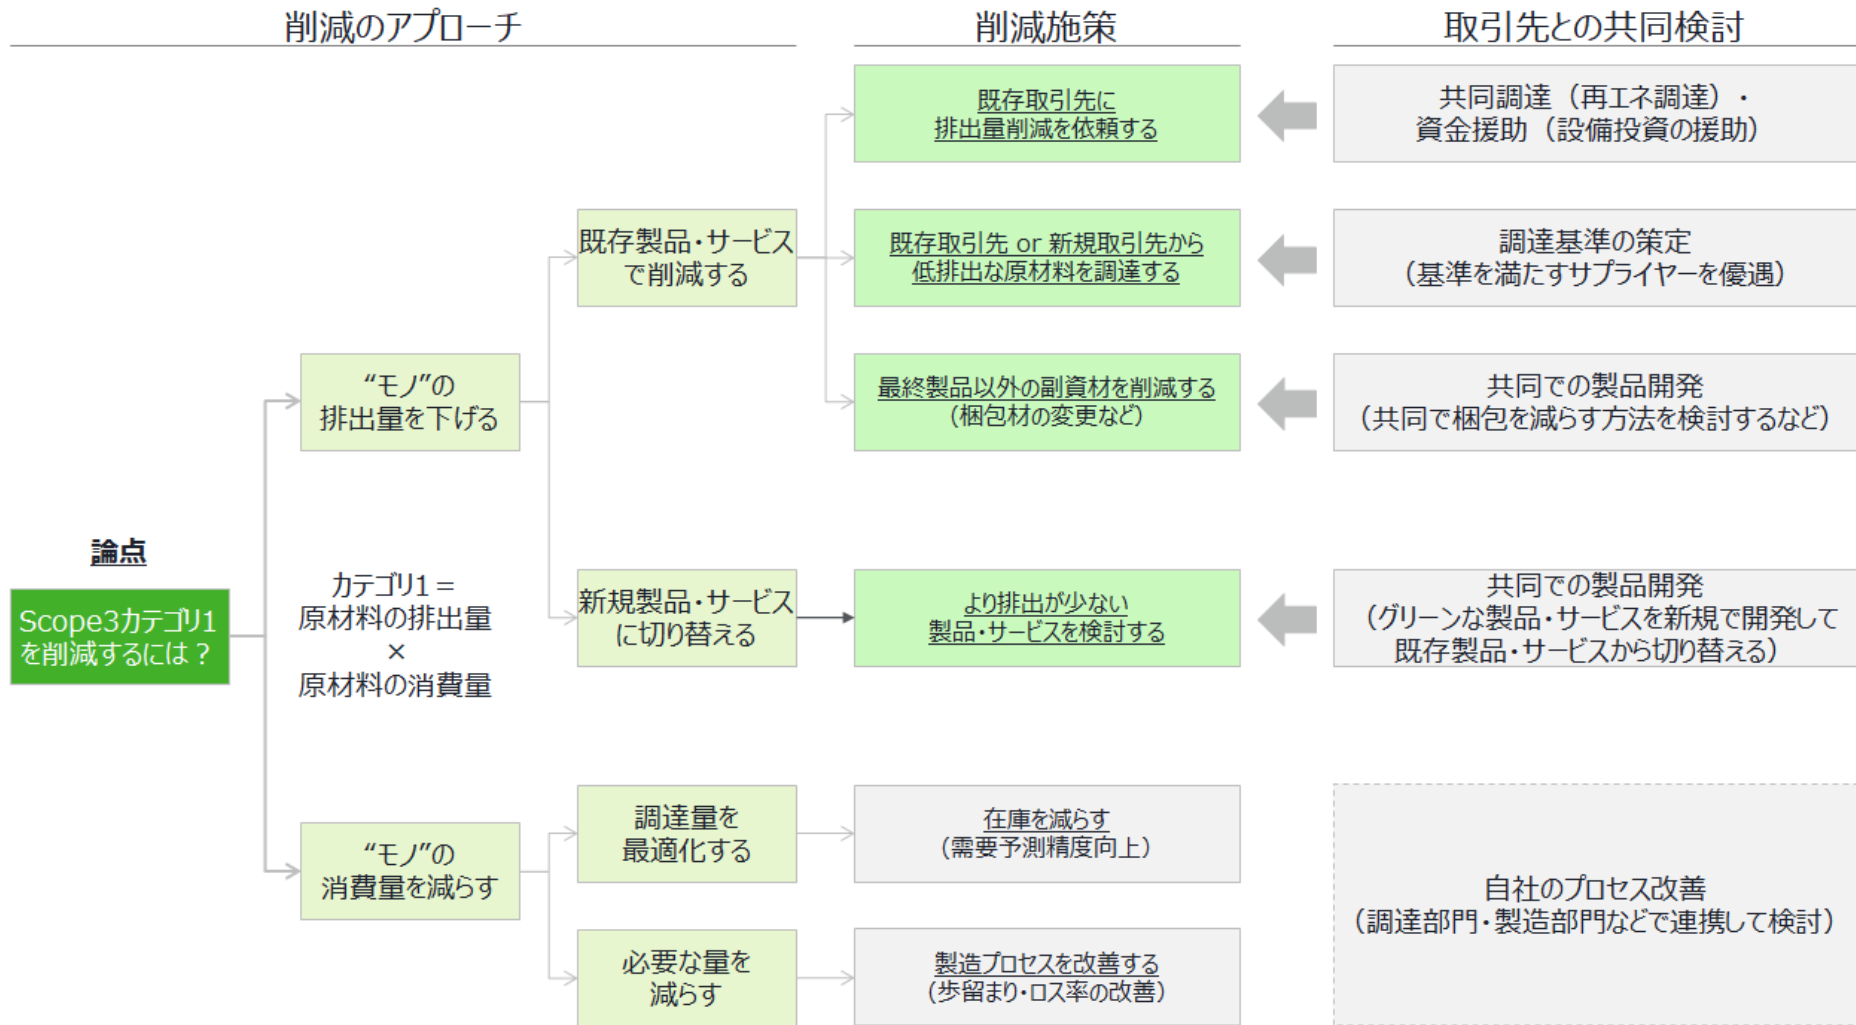 削減のアプローチ
削減施策
取引先との共同検討
既存取引先に
排出量削減を依頼する
共同調達（再エネ調達）・
資金援助（設備投資の援助）
既存製品・サービス
で削減する
既存取引先 or 新規取引先から
低排出な原材料を調達する
調達基準の策定
（基準を満たすサプライヤーを優遇）
“モノ”の
排出量を下げる
最終製品以外の副資材を削減する
（梱包材の変更など）
共同での製品開発
（共同で梱包を減らす方法を検討するなど）
論点
Scope3カテゴリ1
を削減するには？
カテゴリ1＝
原材料の排出量
×
原材料の消費量
新規製品・サービス
に切り替える
より排出が少ない
製品・サービスを検討する
共同での製品開発
（グリーンな製品・サービスを新規で開発して
既存製品・サービスから切り替える）
“モノ”の
消費量を減らす
調達量を
最適化する
在庫を減らす
（需要予測精度向上）
必要な量を
減らす
製造プロセスを改善する
（歩留まり・ロス率の改善）
自社のプロセス改善
（調達部門・製造部門などで連携して検討）